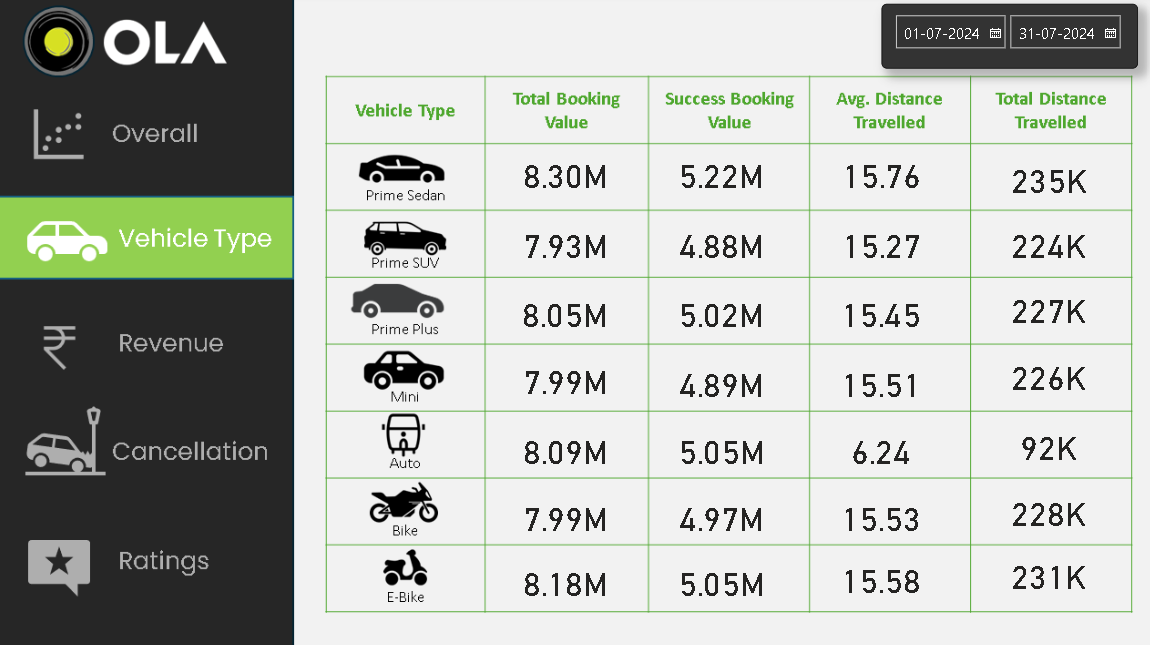 OLA
01-07-2024 31-07-2024
Overall
Vehicle Type
Revenue
Cancellation
Ratings
Vehicle Type Total Booking Value Success Booking Value Avg. Distance Travelled Total Distance Travelled
Prime Sedan 8.30M 5.22M 15.76 235K
Prime SUV 7.93M 4.88M 15.27 224K
Prime Plus 8.05M 5.02M 15.45 227K
Mini 7.99M 4.89M 15.51 226K
Auto 8.09M 5.05M 6.24 92K
Bike 7.99M 4.97M 15.53 228K
E-Bike 8.18M 5.05M 15.58 231K